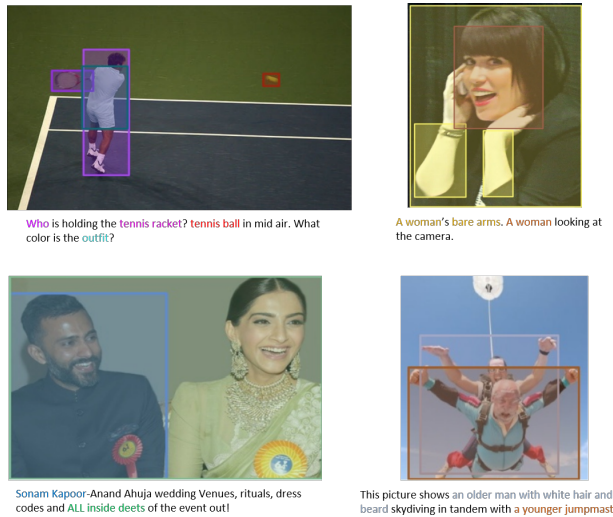 Who is holding the tennis racket? tennis ball in mid air. What
color is the outfit?
A woman's bare arms. A woman looking at
the camera.
Sonam Kapoor-Anand Ahuja wedding Venues, rituals, dress
codes and ALL inside deets of the event out!
This picture shows an older man with white hair and
beard skydiving in tandem with a younger jumpmast